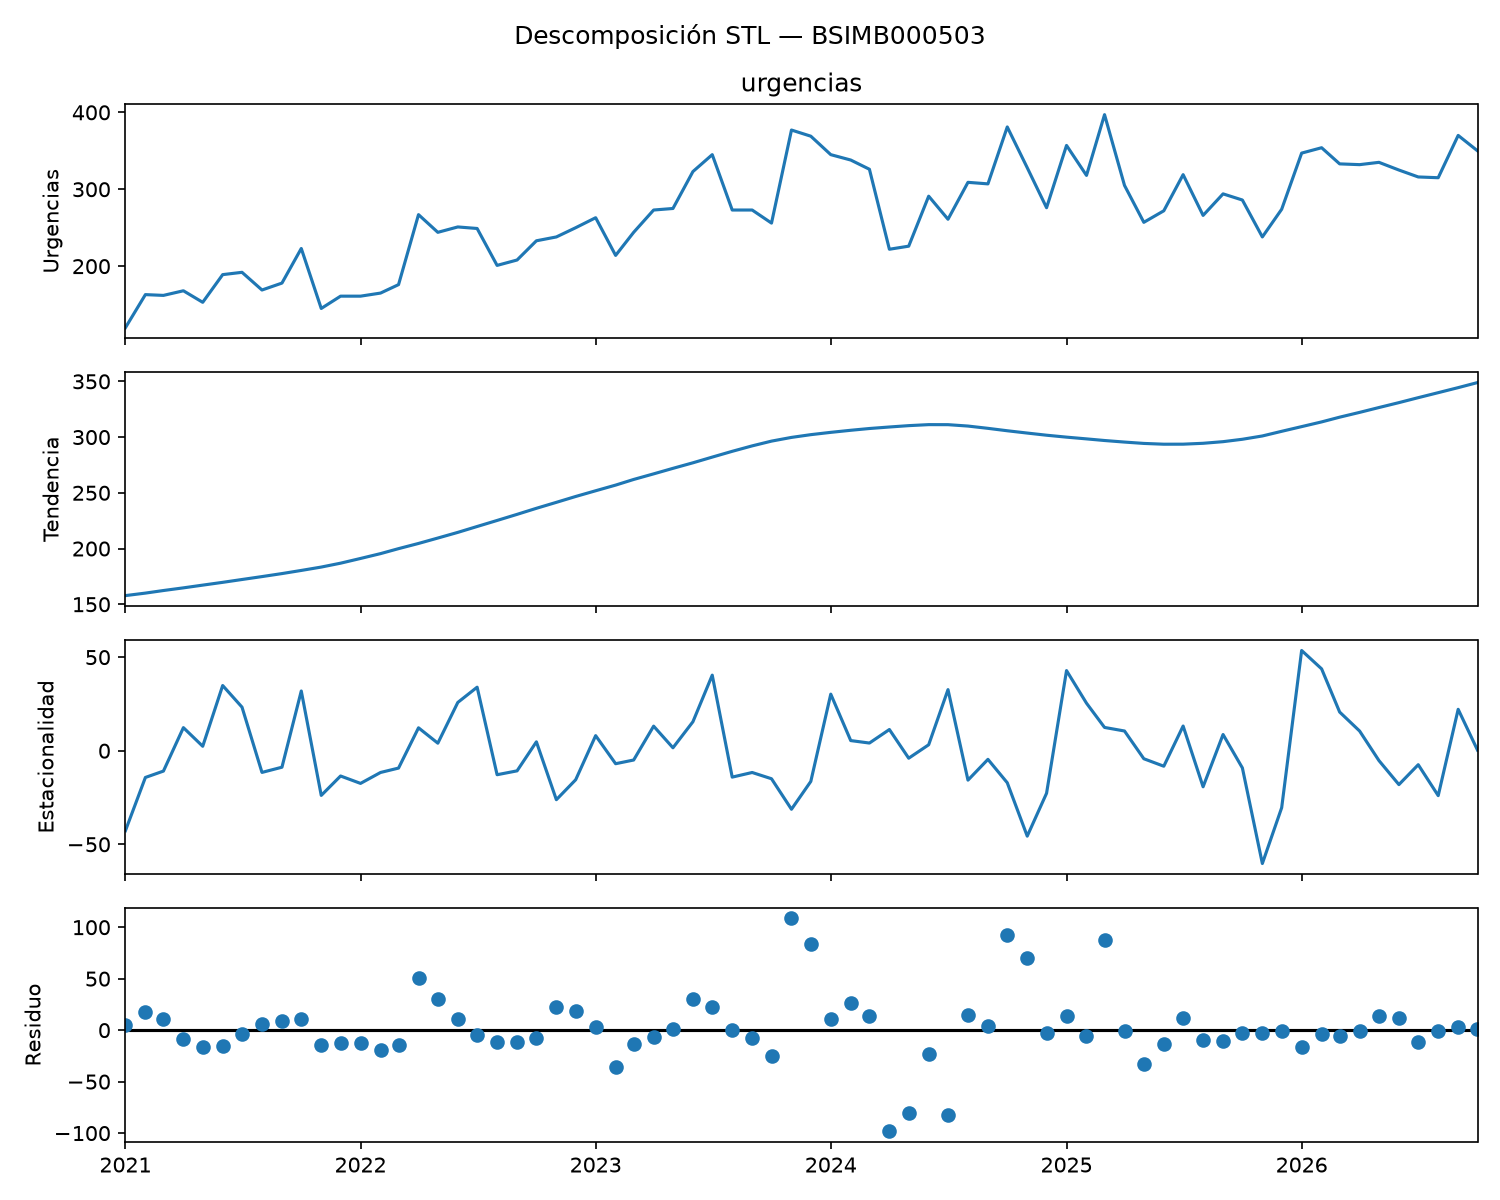 Descomposición STL — BSIMB000503
urgencias
Urgencias
400
300
200
Tendencia
350
300
250
200
150
Estacionalidad
50
0
−50
Residuo
100
50
0
−50
−100
2021 2022 2023 2024 2025 2026